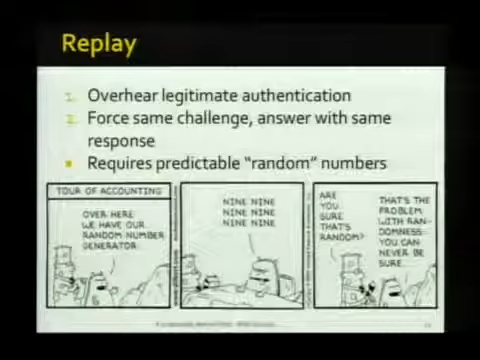 Replay
1. Overhear legitimate authentication
2. Force same challenge, answer with same
response
Requires predictable "random" numbers
TOUR OF ACCOUNTING
OVER HERE
WE HAVE OUR
RANDOM NUMBER
GENERATOR.
NINE NINE
NINE NINE
NINE NINE
ARE
YOU
SURE
THAT'S
RANDOM?
THAT'S THE
PROBLEM
WITH RAN-
DOMNESS:
YOU CAN
NEVER BE
SURE.